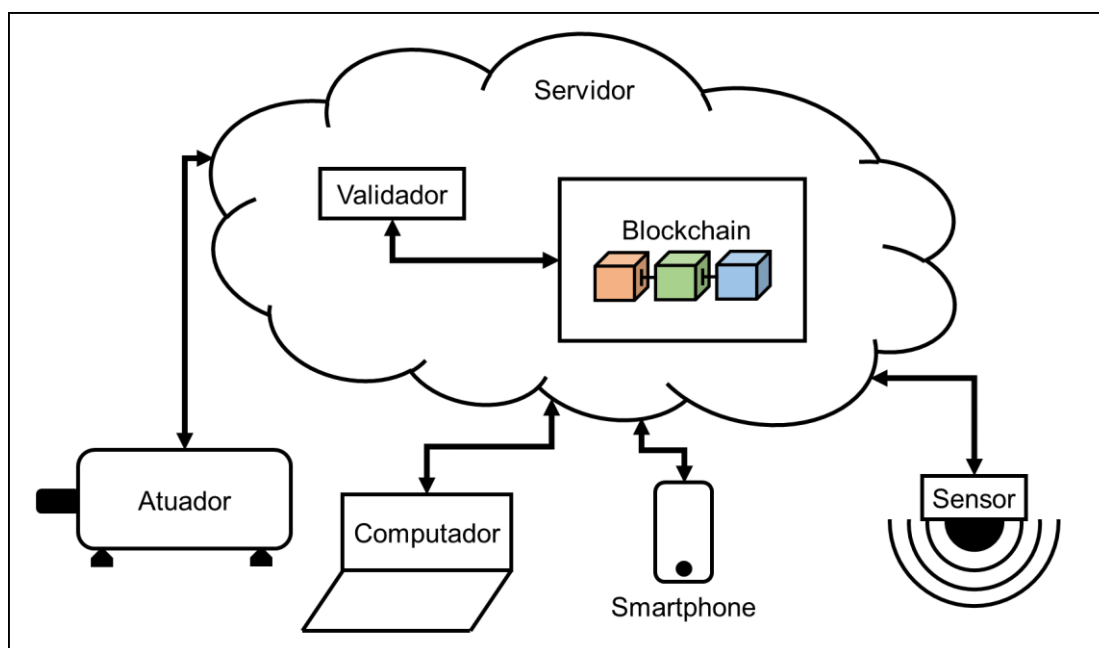 Servidor
Validador
Blockchain
Atuador
Computador
Smartphone
Sensor